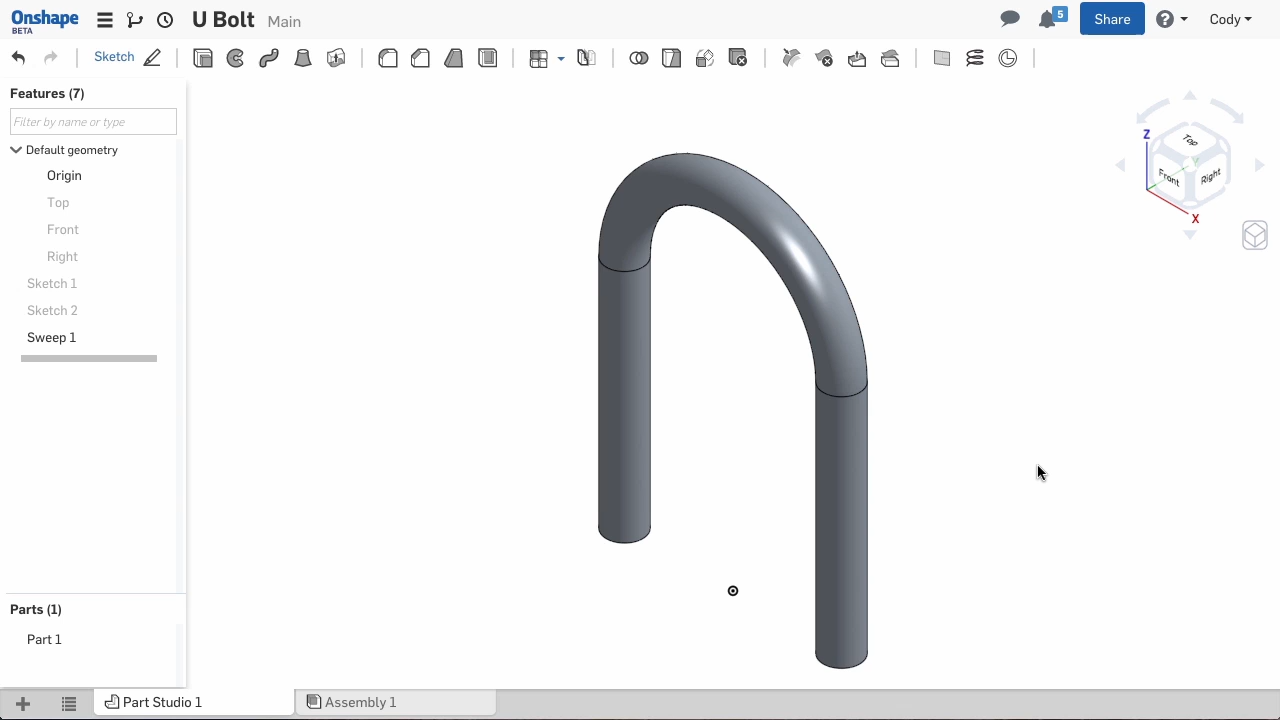 Onshape
BETA
U Bolt Main
5
Share
Cody
Sketch
Features (7)
Filter by name or type
Default geometry
Origin
Top
Front
Right
Sketch 1
Sketch 2
Sweep 1
Z
Top
Y
Front
Right
X
Parts (1)
Part 1
Part Studio 1
Assembly 1